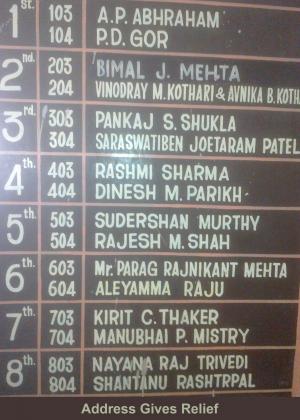 1st. 103 A.P. ABHRAHAM
104 P.D. GOR
2nd. 203 BIMAL J. MEHTA
204 VINODRAY M. KOTHARI & AVNIKA B. KOTH
3rd. 303 PANKAJ S. SHUKLA
304 SARASWATIBEN JOETARAM PATEL
4th. 403 RASHMI SHARMA
404 DINESH M. PARIKH
5th. 503 SUDERSHAN MURTHY
504 RAJESH M. SHAH
6th. 603 Mr. PARAG RAJNIKANT MEHTA
604 ALEYAMMA RAJU
7th. 703 KIRIT C. THAKER
704 MANUBHAI P. MISTRY
8th. 803 NAYANA RAJ TRIVEDI
804 SHANTANU RASHTRPAL
Address Gives Relief